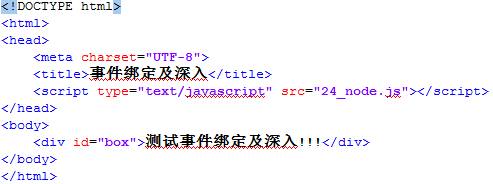 <!DOCTYPE html>
<html>
<head>
    <meta charset="UTF-8">
    <title>事件绑定及深入</title>
    <script type="text/javascript" src="24_node.js"></script>
</head>
<body>
    <div id="box">测试事件绑定及深入!!!</div>
</body>
</html>